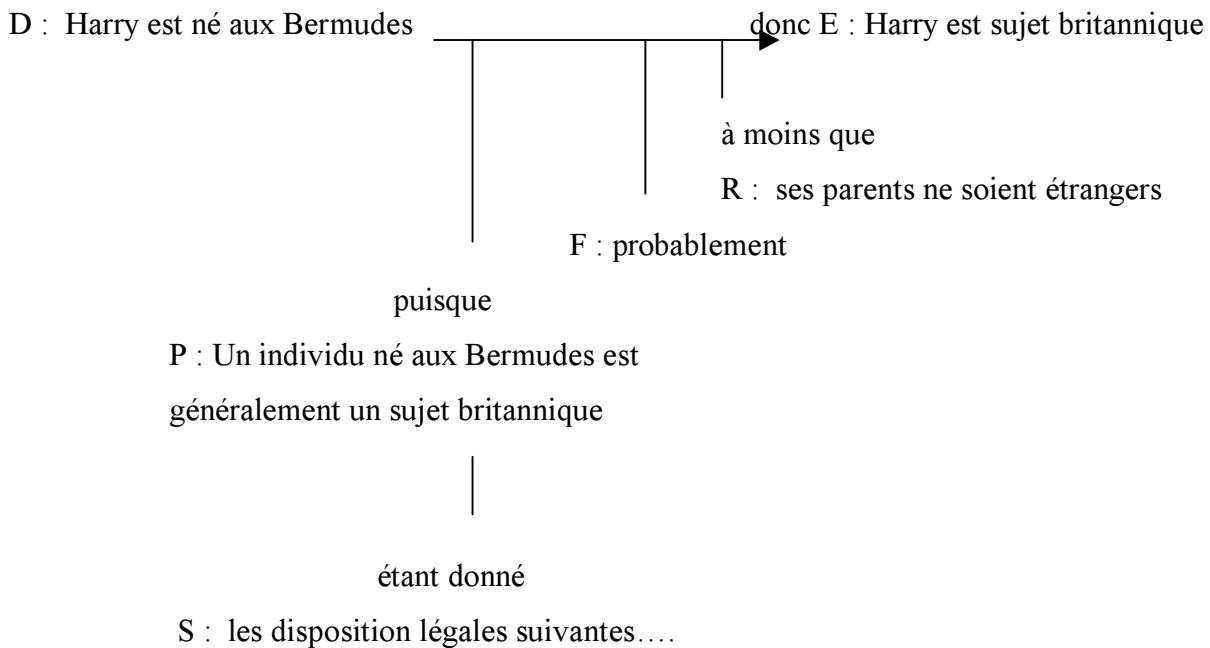 D : Harry est né aux Bermudes donc E : Harry est sujet britannique
à moins que
R : ses parents ne soient étrangers
F : probablement
puisque
P : Un individu né aux Bermudes est
généralement un sujet britannique
étant donné
S : les disposition légales suivantes….